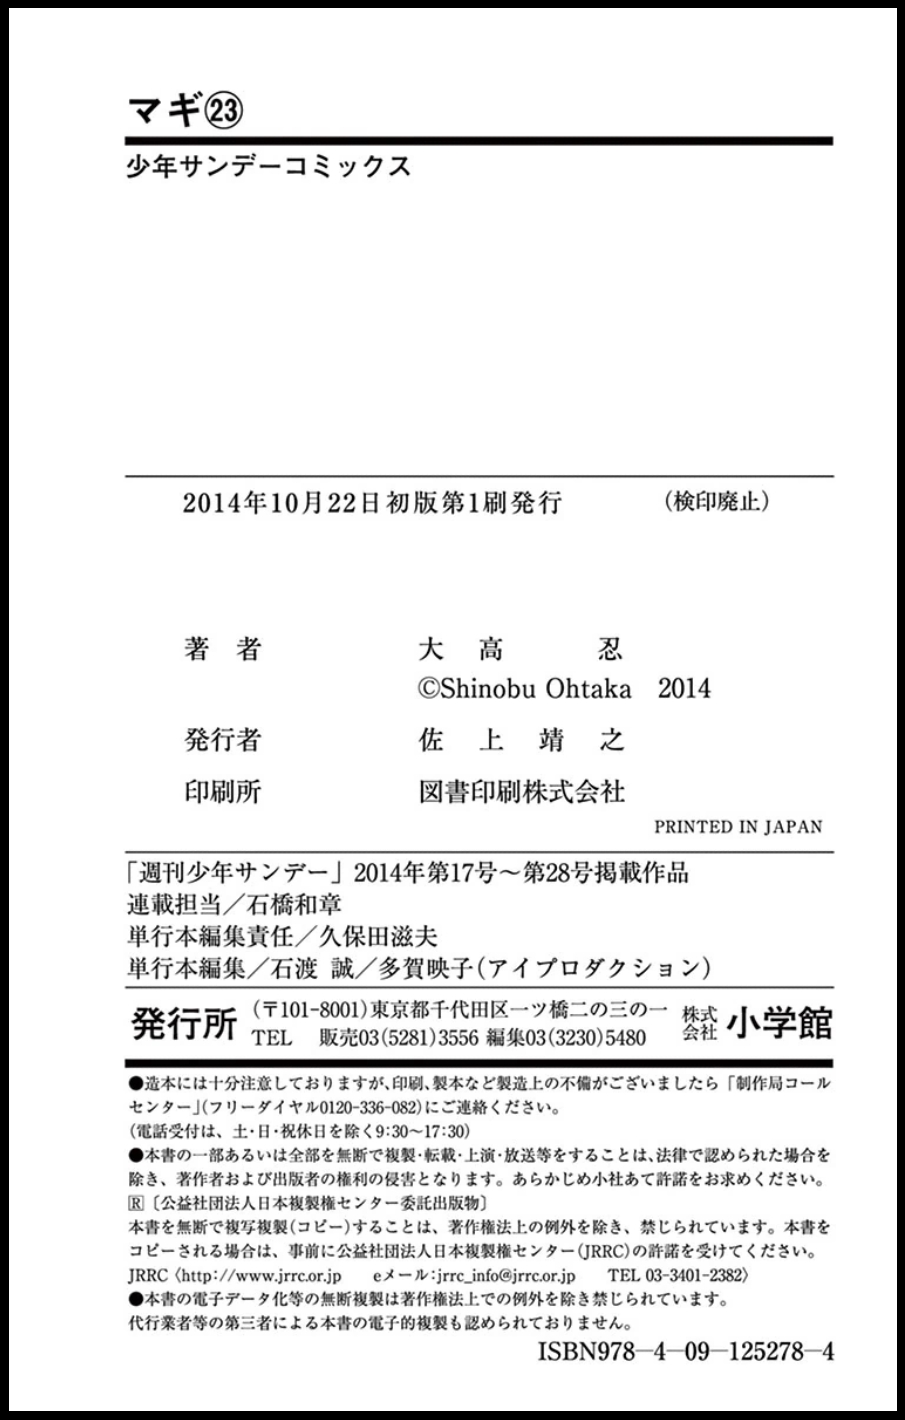 マギ㉓
少年サンデーコミックス
2014年10月22日初版第1刷発行 (検印廃止)
著 者 大 高 忍
©Shinobu Ohtaka 2014
発行者 佐 上 靖 之
印刷所 図書印刷株式会社
PRINTED IN JAPAN
「週刊少年サンデー」2014年第17号〜第28号掲載作品
連載担当／石橋和章
単行本編集責任／久保田滋夫
単行本編集／石渡 誠／多賀映子(アイプロダクション)
発行所 (〒101-8001)東京都千代田区一ツ橋二の三の一 株式会社 小学館
TEL 販売03(5281)3556 編集03(3230)5480
●造本には十分注意しておりますが、印刷、製本など製造上の不備がございましたら「制作局コール
センター」(フリーダイヤル0120-336-082)にご連絡ください。
(電話受付は、土・日・祝休日を除く9:30〜17:30)
●本書の一部あるいは全部を無断で複製・転載・上演・放送等をすることは、法律で認められた場合を
除き、著作者および出版者の権利の侵害となります。あらかじめ小社あて許諾をお求めください。
🅁〔公益社団法人日本複製権センター委託出版物〕
本書を無断で複写複製(コピー)することは、著作権法上の例外を除き、禁じられています。本書を
コピーされる場合は、事前に公益社団法人日本複製権センター(JRRC)の許諾を受けてください。
JRRC〈http://www.jrrc.or.jp eメール:jrrc_info@jrrc.or.jp TEL 03-3401-2382〉
●本書の電子データ化等の無断複製は著作権法上での例外を除き禁じられています。
代行業者等の第三者による本書の電子的複製も認められておりません。
ISBN978-4-09-125278-4